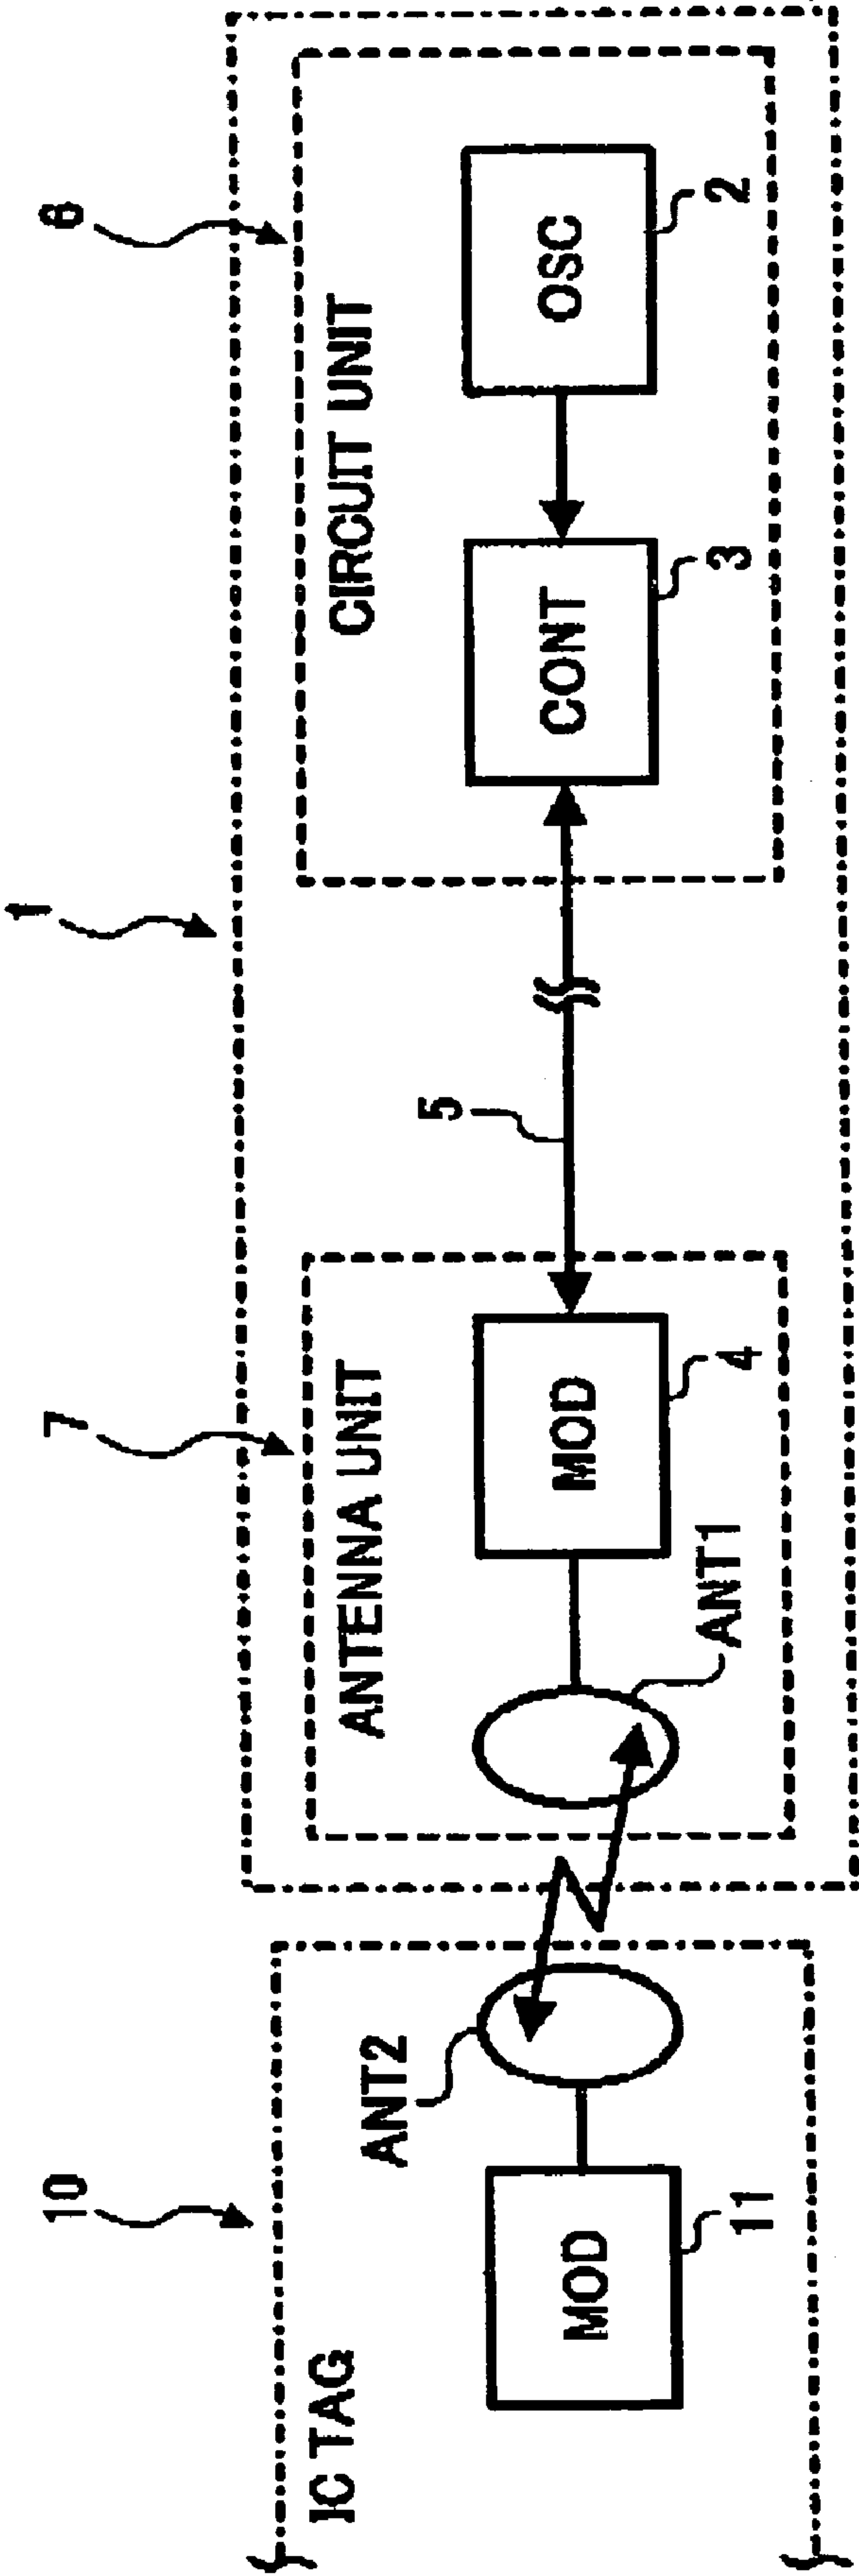 10
7
1
6
IC TAG
ANTENNA UNIT
CIRCUIT UNIT
ANT2
5
MOD
MOD
CONT
OSC
11
ANT1
4
3
2